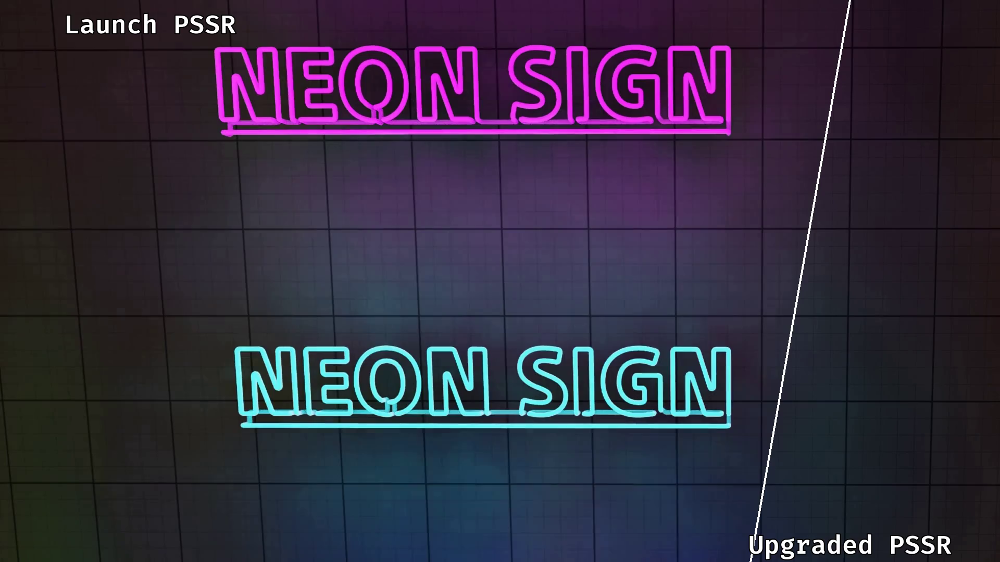 Launch PSSR
NEON SIGN
NEON SIGN
Upgraded PSSR